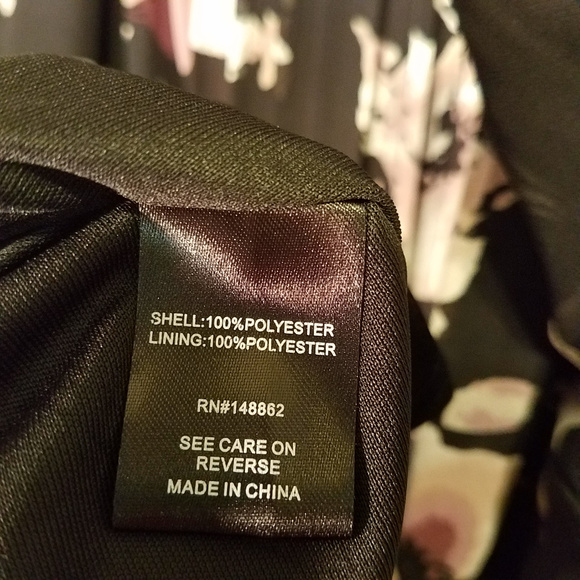 SHELL:100%POLYESTER
LINING:100%POLYESTER
RN#148862
SEE CARE ON
REVERSE
MADE IN CHINA